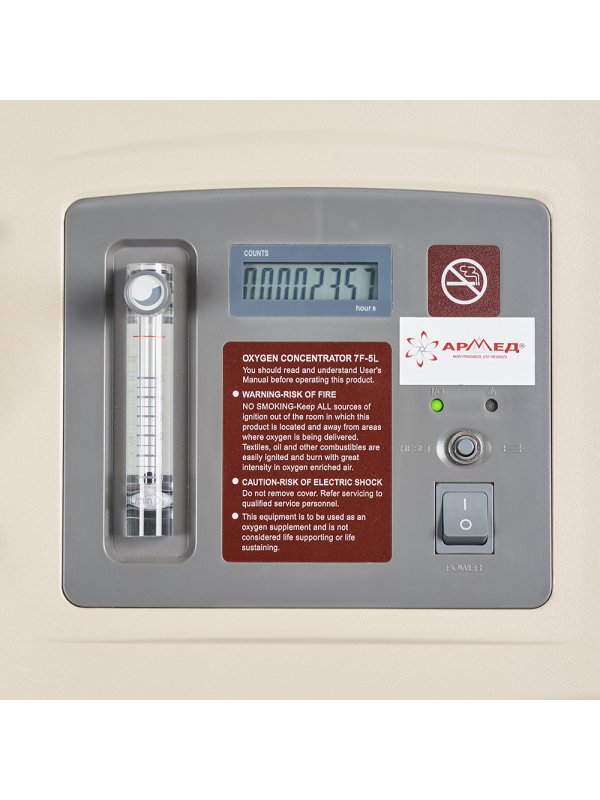 COUNTS
00002357
hours
АРМЕД®
NON PROGREDI, EST REGREDI
OXYGEN CONCENTRATOR 7F-5L
You should read and understand User's
Manual before operating this product.
WARNING-RISK OF FIRE
NO SMOKING-Keep ALL sources of
ignition out of the room in which this
product is located and away from areas
where oxygen is being delivered.
Textiles, oil and other combustibles are
easily ignited and burn with great
intensity in oxygen enriched air.
CAUTION-RISK OF ELECTRIC SHOCK
Do not remove cover. Refer servicing to
qualified service personnel.
This equipment is to be used as an
oxygen supplement and is not
considered life supporting or life
sustaining.
I/O
RESET
I
O
POWER